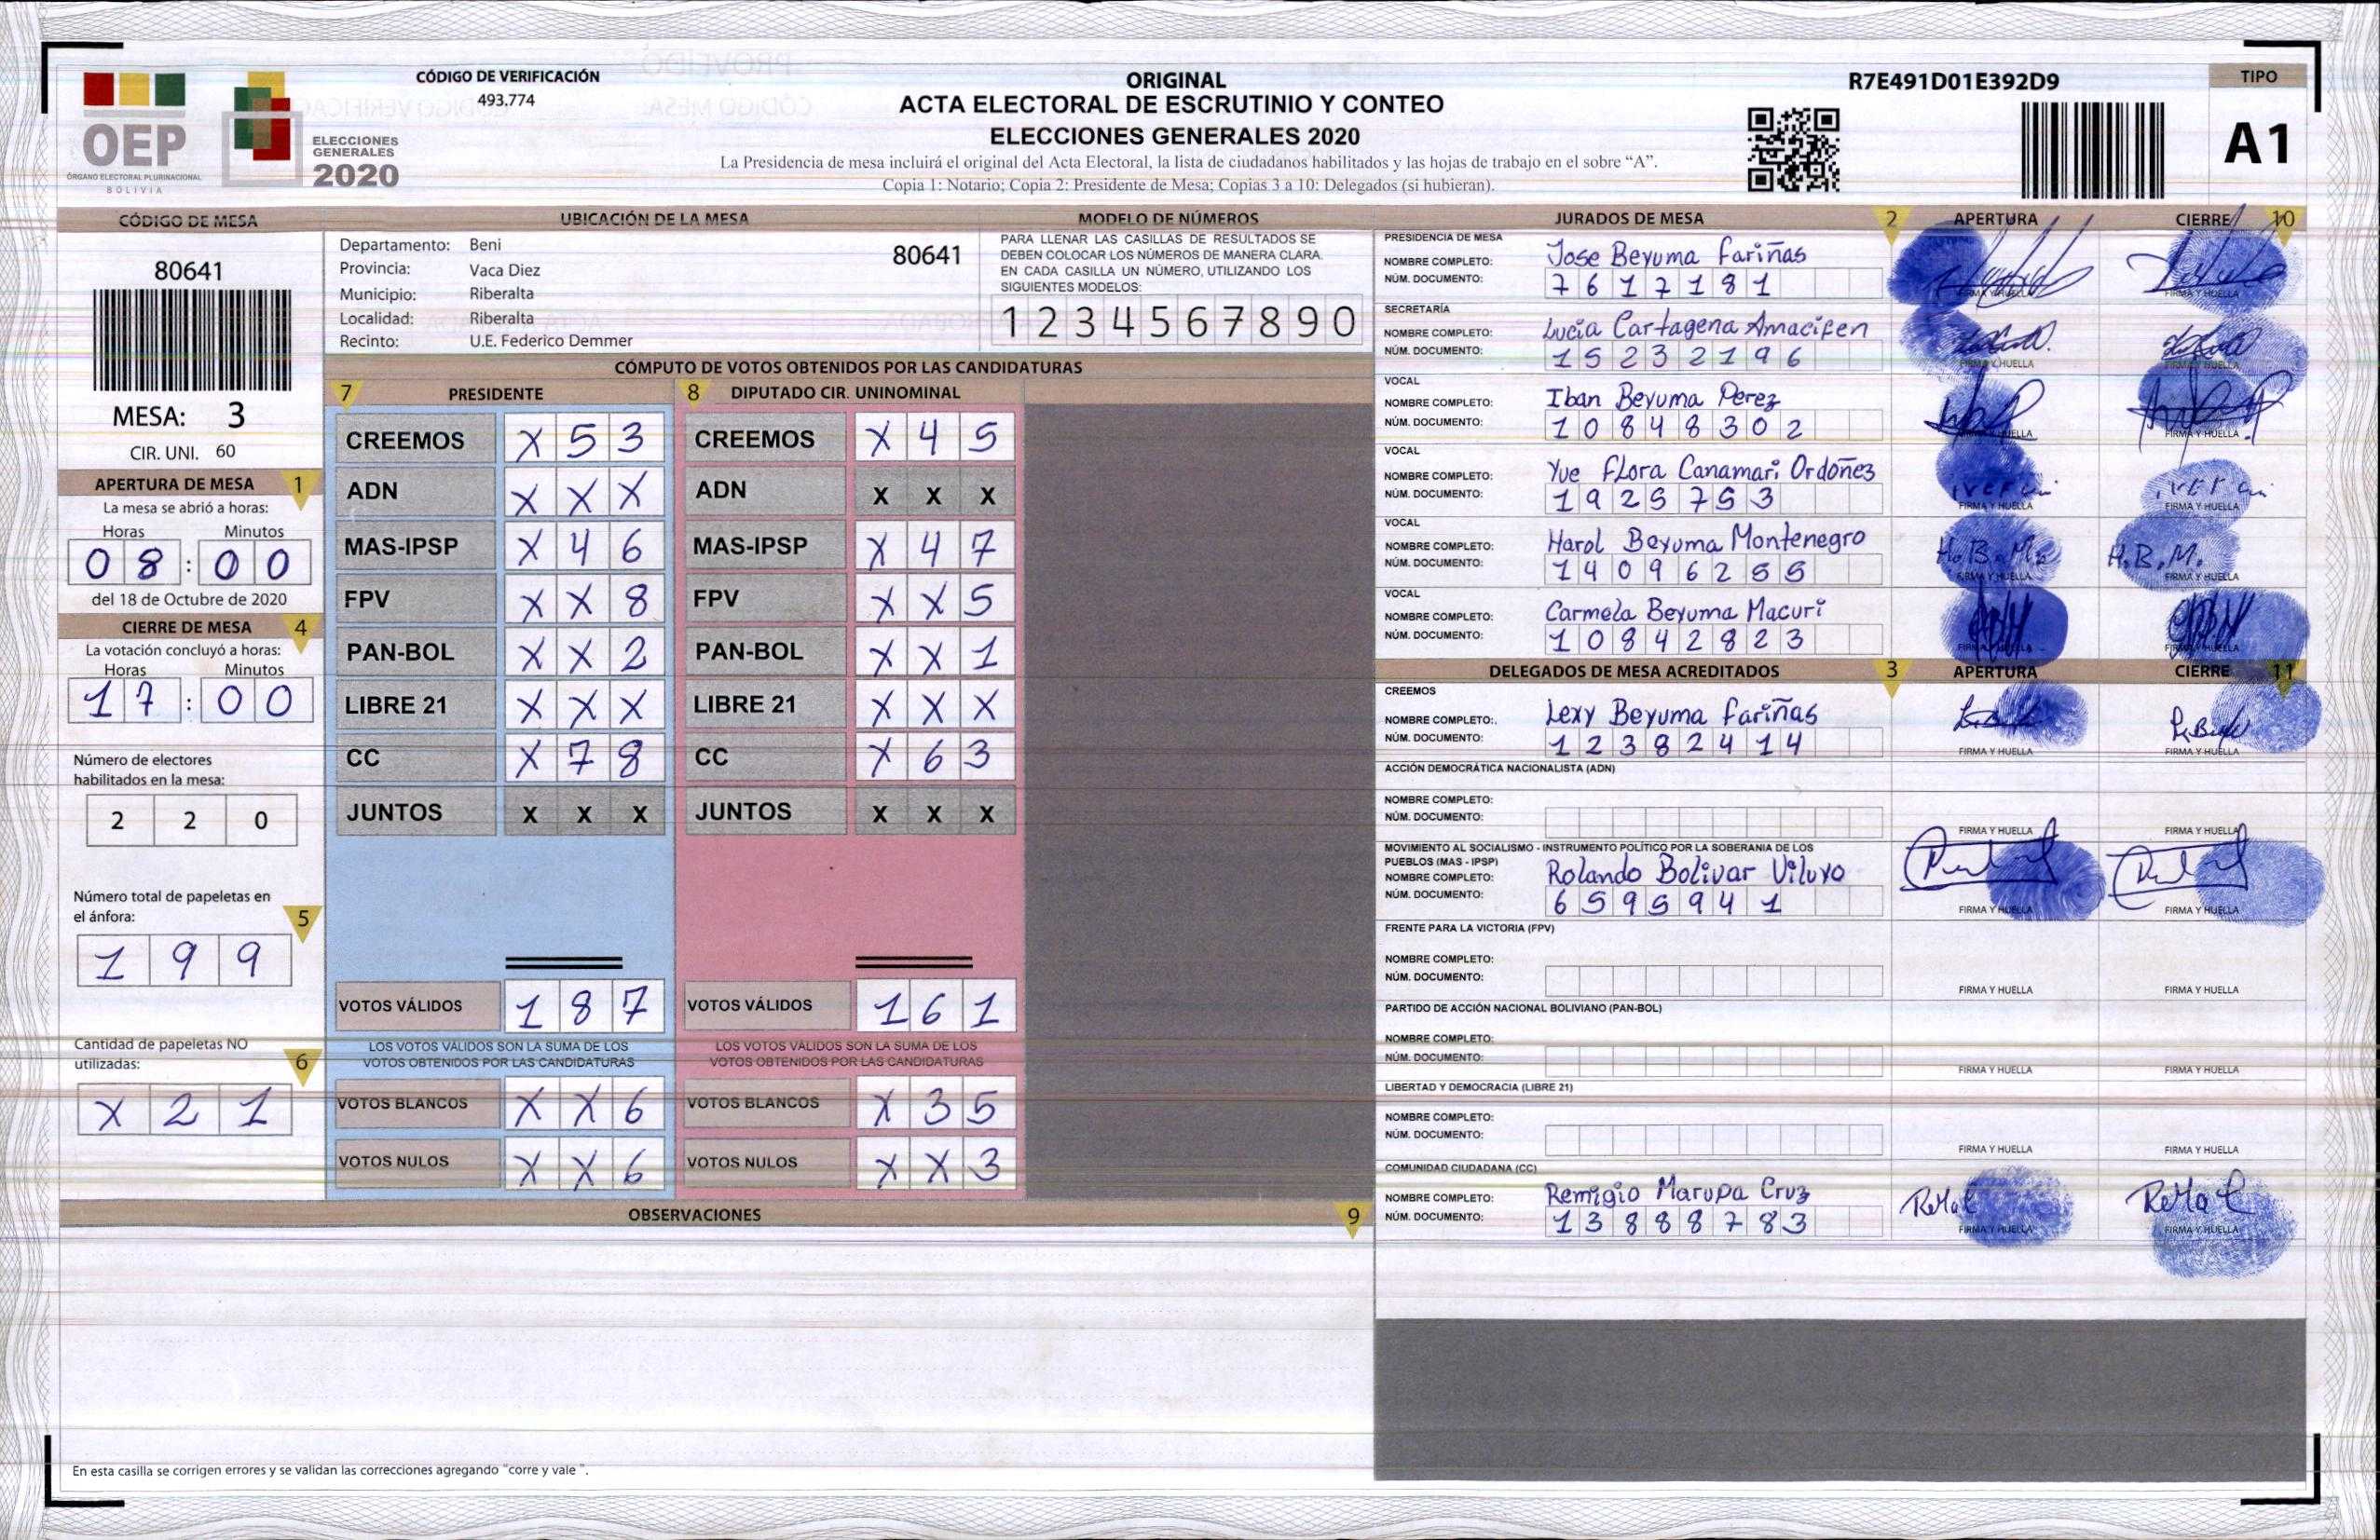 CÓDIGO DE VERIFICACIÓN
493.774
OEP
ÓRGANO ELECTORAL PLURINACIONAL
BOLIVIA
ELECCIONES
GENERALES
2020
ORIGINAL
ACTA ELECTORAL DE ESCRUTINIO Y CONTEO
ELECCIONES GENERALES 2020
La Presidencia de mesa incluirá el original del Acta Electoral, la lista de ciudadanos habilitados y las hojas de trabajo en el sobre “A”.
Copia 1: Notario; Copia 2: Presidente de Mesa; Copias 3 a 10: Delegados (si hubieran).
R7E491D01E392D9
TIPO
A1
CÓDIGO DE MESA
80641
MESA: 3
CIR. UNI. 60
APERTURA DE MESA 1
La mesa se abrió a horas:
Horas Minutos
08:00
del 18 de Octubre de 2020
CIERRE DE MESA 4
La votación concluyó a horas:
Horas Minutos
17:00
Número de electores
habilitados en la mesa:
2 2 0
Número total de papeletas en
el ánfora: 5
1 9 9
Cantidad de papeletas NO
utilizadas: 6
X 2 1
UBICACIÓN DE LA MESA
Departamento: Beni
80641
Provincia: Vaca Diez
Municipio: Riberalta
Localidad: Riberalta
Recinto: U.E. Federico Demmer
MODELO DE NÚMEROS
PARA LLENAR LAS CASILLAS DE RESULTADOS SE
DEBEN COLOCAR LOS NÚMEROS DE MANERA CLARA.
EN CADA CASILLA UN NÚMERO, UTILIZANDO LOS
SIGUIENTES MODELOS:
1 2 3 4 5 6 7 8 9 0
CÓMPUTO DE VOTOS OBTENIDOS POR LAS CANDIDATURAS
7 PRESIDENTE
CREEMOS X 5 3
ADN X X X
MAS-IPSP X 4 6
FPV X X 8
PAN-BOL X X 2
LIBRE 21 X X X
CC X 7 8
JUNTOS X X X
VOTOS VÁLIDOS 1 8 7
LOS VOTOS VÁLIDOS SON LA SUMA DE LOS
VOTOS OBTENIDOS POR LAS CANDIDATURAS
VOTOS BLANCOS X X 6
VOTOS NULOS X X 6
8 DIPUTADO CIR. UNINOMINAL
CREEMOS X 4 5
ADN X X X
MAS-IPSP X 4 7
FPV X X 5
PAN-BOL X X 1
LIBRE 21 X X X
CC X 6 3
JUNTOS X X X
VOTOS VÁLIDOS 1 6 1
LOS VOTOS VÁLIDOS SON LA SUMA DE LOS
VOTOS OBTENIDOS POR LAS CANDIDATURAS
VOTOS BLANCOS X 3 5
VOTOS NULOS X X 3
OBSERVACIONES 9
En esta casilla se corrigen errores y se validan las correcciones agregando "corre y vale ".
JURADOS DE MESA 2 APERTURA CIERRE 10
PRESIDENCIA DE MESA
NOMBRE COMPLETO: Jose Beyuma Fariñas
NÚM. DOCUMENTO: 7617181
FIRMA Y HUELLA FIRMA Y HUELLA
SECRETARÍA
NOMBRE COMPLETO: Lucia Cartagena Amacifen
NÚM. DOCUMENTO: 15232196
FIRMA Y HUELLA FIRMA Y HUELLA
VOCAL
NOMBRE COMPLETO: Iban Beyuma Perez
NÚM. DOCUMENTO: 10848302
FIRMA Y HUELLA FIRMA Y HUELLA
VOCAL
NOMBRE COMPLETO: Yve Flora Canamari Ordoñez
NÚM. DOCUMENTO: 1925753
FIRMA Y HUELLA FIRMA Y HUELLA
VOCAL
NOMBRE COMPLETO: Harol Beyuma Montenegro
NÚM. DOCUMENTO: 14096255
H.B.M. H.B.M.
FIRMA Y HUELLA FIRMA Y HUELLA
VOCAL
NOMBRE COMPLETO: Carmela Beyuma Macuri
NÚM. DOCUMENTO: 10842823
FIRMA Y HUELLA FIRMA Y HUELLA
DELEGADOS DE MESA ACREDITADOS 3 APERTURA CIERRE 11
CREEMOS
NOMBRE COMPLETO: Lexy Beyuma Fariñas
NÚM. DOCUMENTO: 12382414
FIRMA Y HUELLA FIRMA Y HUELLA
ACCIÓN DEMOCRÁTICA NACIONALISTA (ADN)
NOMBRE COMPLETO:
NÚM. DOCUMENTO:
FIRMA Y HUELLA FIRMA Y HUELLA
MOVIMIENTO AL SOCIALISMO - INSTRUMENTO POLÍTICO POR LA SOBERANIA DE LOS
PUEBLOS (MAS - IPSP)
NOMBRE COMPLETO: Rolando Bolivar Viluyo
NÚM. DOCUMENTO: 6595941
FIRMA Y HUELLA FIRMA Y HUELLA
FRENTE PARA LA VICTORIA (FPV)
NOMBRE COMPLETO:
NÚM. DOCUMENTO:
FIRMA Y HUELLA FIRMA Y HUELLA
PARTIDO DE ACCIÓN NACIONAL BOLIVIANO (PAN-BOL)
NOMBRE COMPLETO:
NÚM. DOCUMENTO:
FIRMA Y HUELLA FIRMA Y HUELLA
LIBERTAD Y DEMOCRACIA (LIBRE 21)
NOMBRE COMPLETO:
NÚM. DOCUMENTO:
FIRMA Y HUELLA FIRMA Y HUELLA
COMUNIDAD CIUDADANA (CC)
NOMBRE COMPLETO: Remigio Marupa Cruz
NÚM. DOCUMENTO: 13888783
FIRMA Y HUELLA FIRMA Y HUELLA